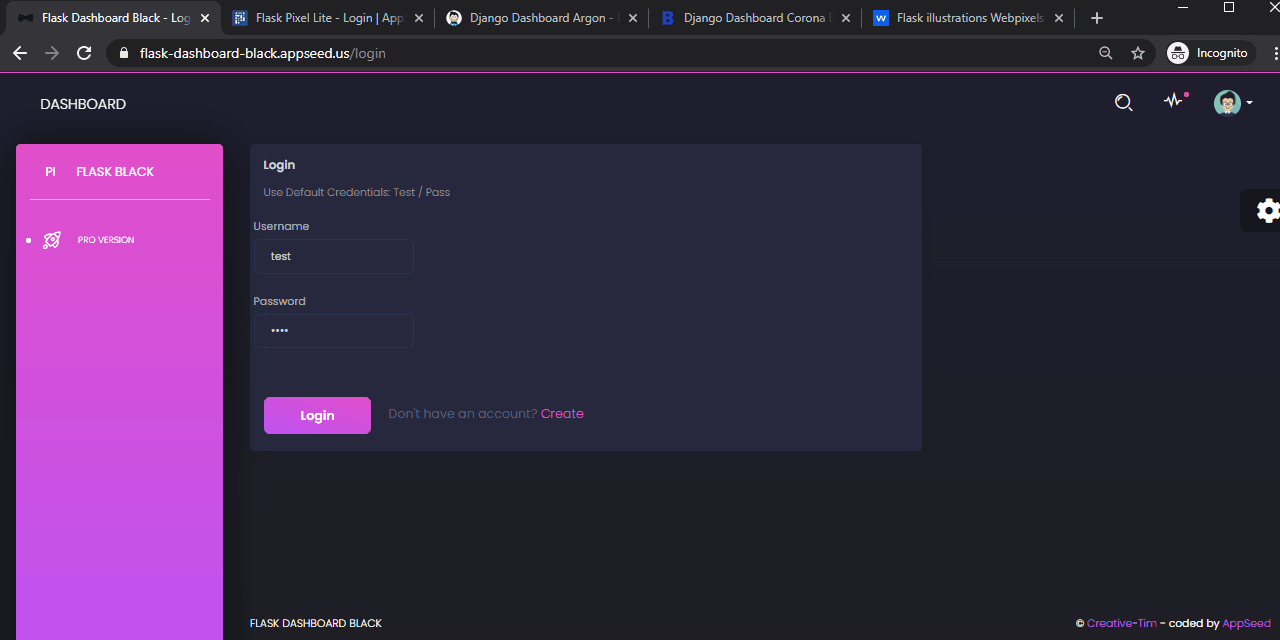 Flask Dashboard Black - Log
Flask Pixel Lite - Login | App
Django Dashboard Argon -
Django Dashboard Corona D
Flask illustrations Webpixels
flask-dashboard-black.appseed.us/login
Incognito
DASHBOARD
PI FLASK BLACK
PRO VERSION
Login
Use Default Credentials: Test / Pass
Username
test
Password
••••
Login
Don't have an account? Create
FLASK DASHBOARD BLACK
© Creative-Tim - coded by AppSeed